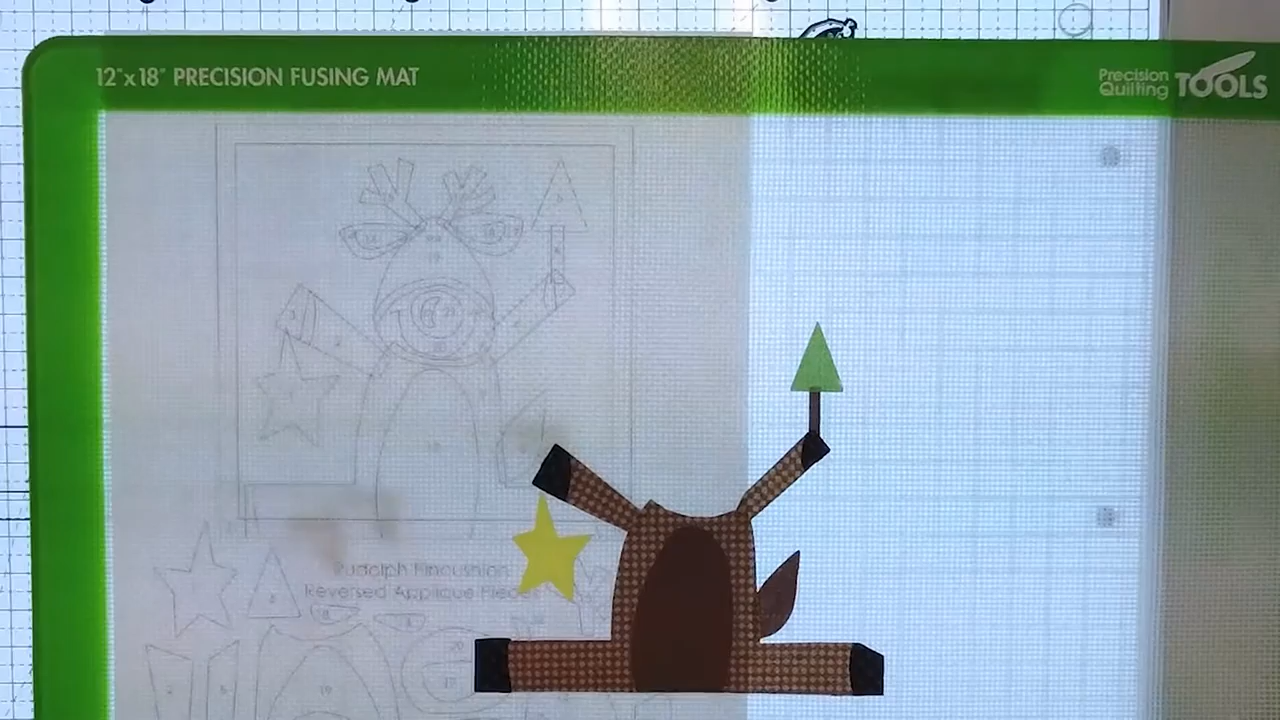 12"x18" PRECISION FUSING MAT
Precision
Quilting
TOOLS
Rudolph Pincushion
Reversed Applique Pieces